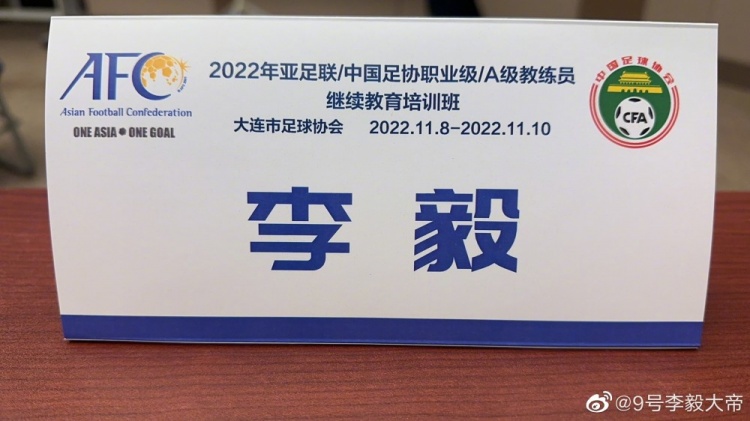 AFC
Asian Football Confederation
ONE ASIA ● ONE GOAL
2022年亚足联/中国足协职业级/A级教练员
继续教育培训班
大连市足球协会 2022.11.8-2022.11.10
中国足球协会
CFA
李毅
@9号李毅大帝